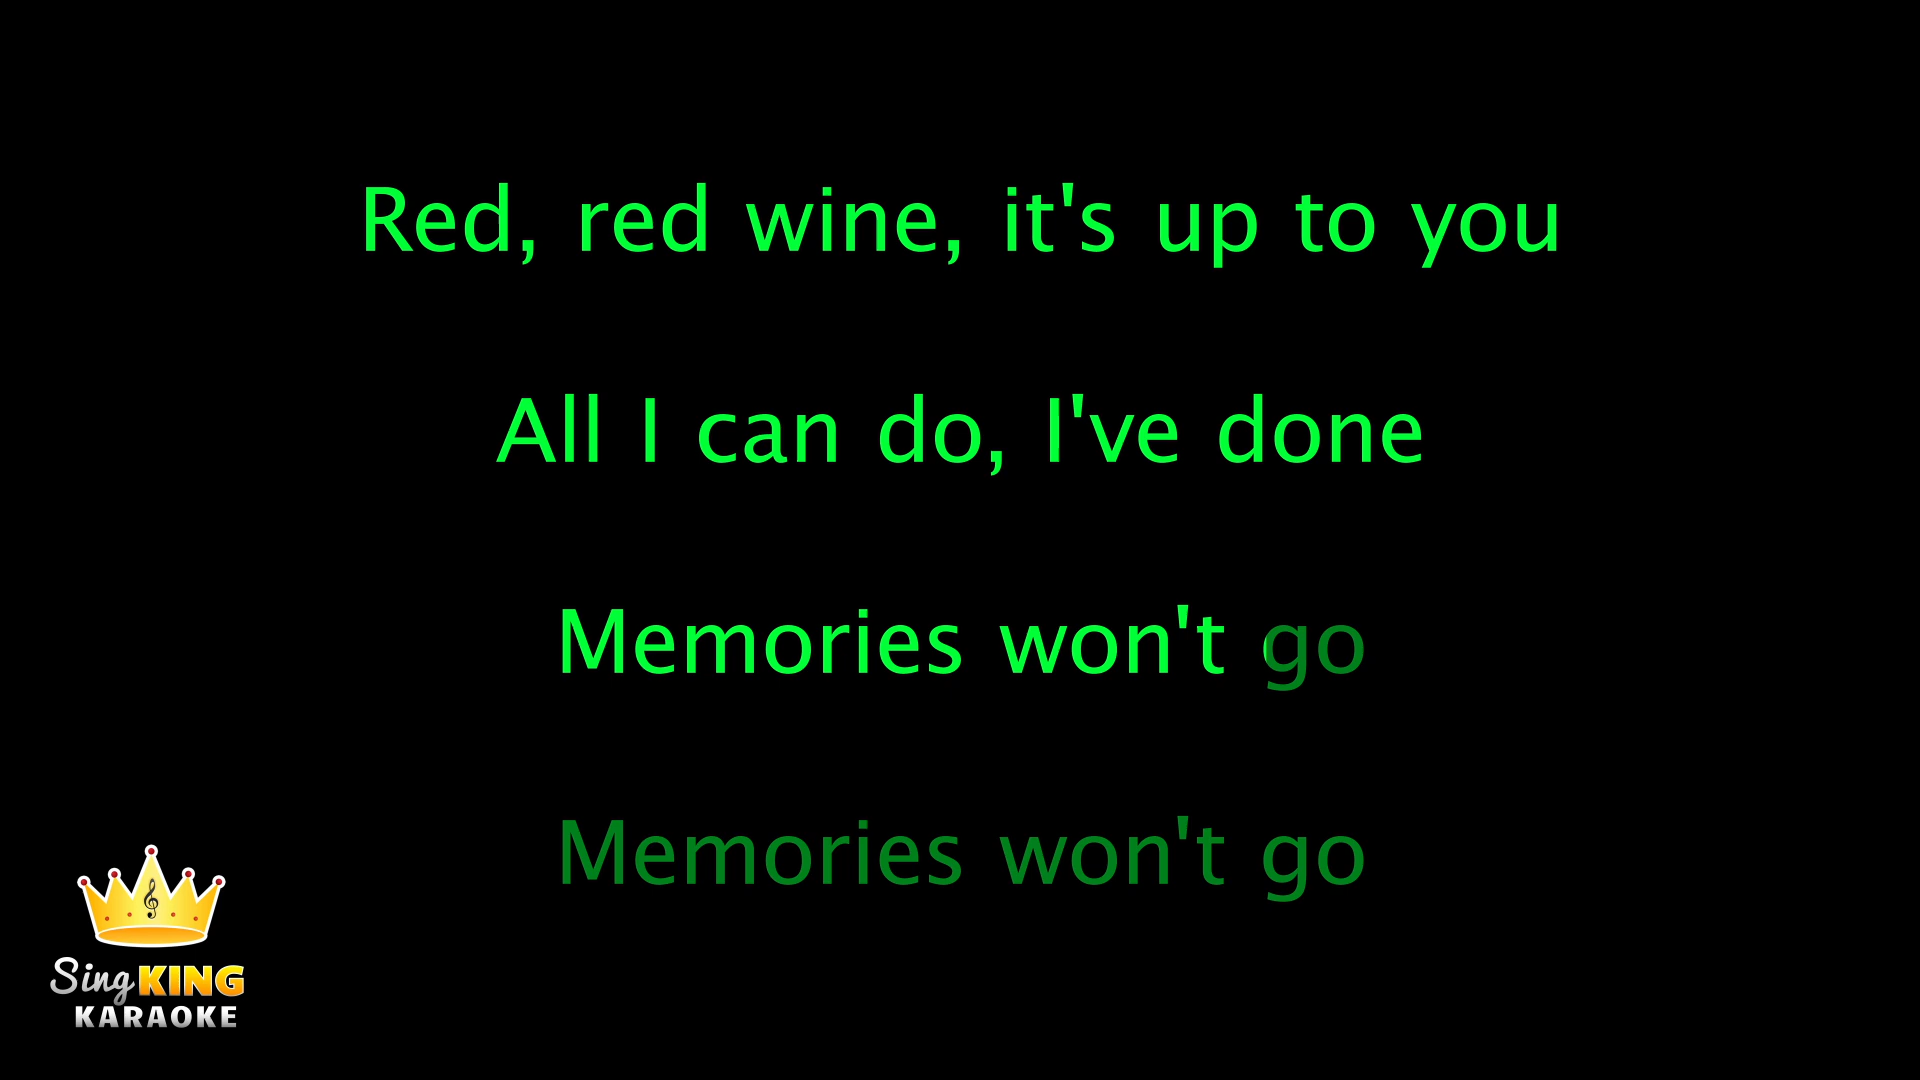 Red, red wine, it's up to you
All I can do, I've done
Memories won't go
Memories won't go
Sing KING
KARAOKE